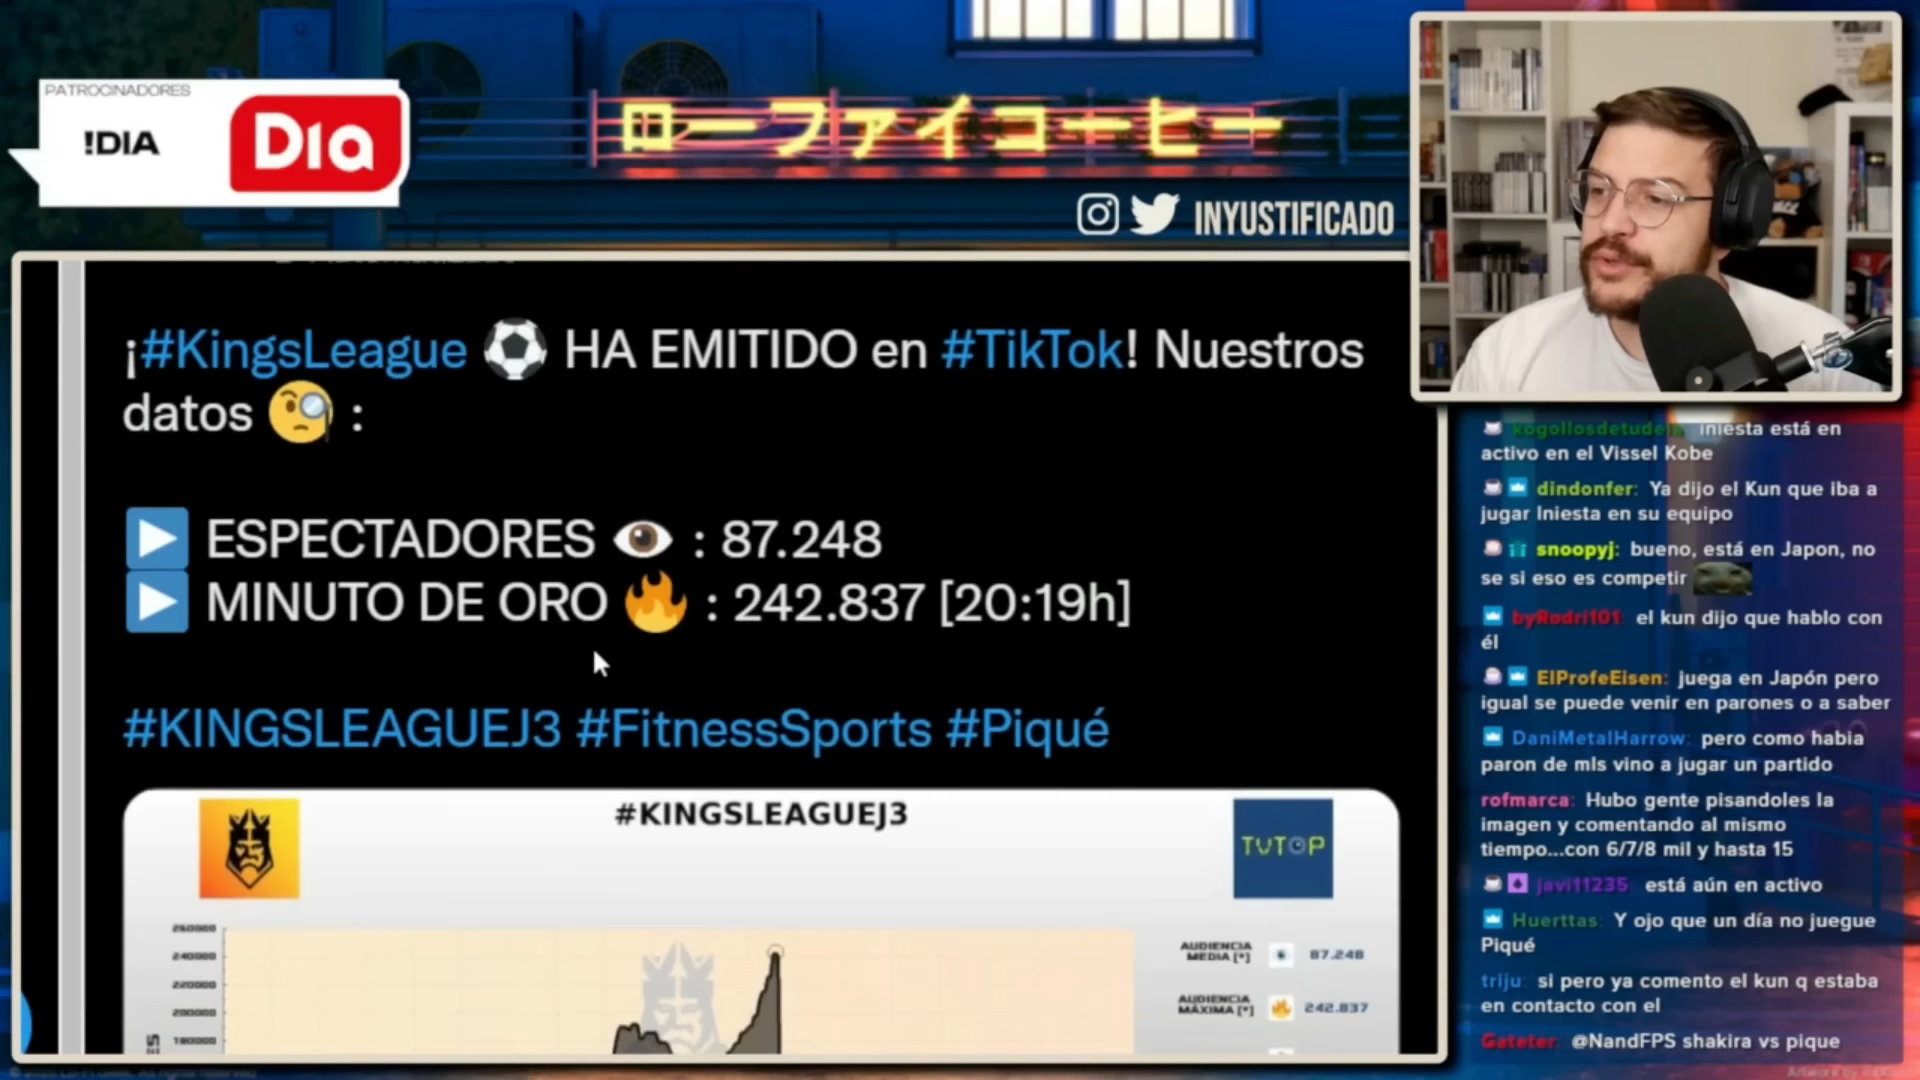 PATROCINADORES
!DIA
Dia
ローファイコーヒー
INYUSTIFICADO
¡#KingsLeague ⚽ HA EMITIDO en #TikTok! Nuestros
datos 🧐 :
▶ ESPECTADORES 👁 : 87.248
▶ MINUTO DE ORO 🔥 : 242.837 [20:19h]
#KINGSLEAGUEJ3 #FitnessSports #Piqué
#KINGSLEAGUEJ3
TVTOP
260000
240000
220000
200000
180000
AUDIENCIA
MEDIA [*] 87.248
AUDIENCIA
MÁXIMA [*] 242.837
kogollosdetudela iniesta está en
activo en el Vissel Kobe
dindonfer: Ya dijo el Kun que iba a
jugar Iniesta en su equipo
snoopyj: bueno, está en Japon, no
se si eso es competir
byRodri101: el kun dijo que hablo con
él
ElProfeEisen: juega en Japón pero
igual se puede venir en parones o a saber
DaniMetalHarrow: pero como habia
paron de mls vino a jugar un partido
rofmarca: Hubo gente pisandoles la
imagen y comentando al mismo
tiempo...con 6/7/8 mil y hasta 15
javi11235 está aún en activo
Huerttas: Y ojo que un día no juegue
Piqué
triju: si pero ya comento el kun q estaba
en contacto con el
Gateter: @NandFPS shakira vs pique